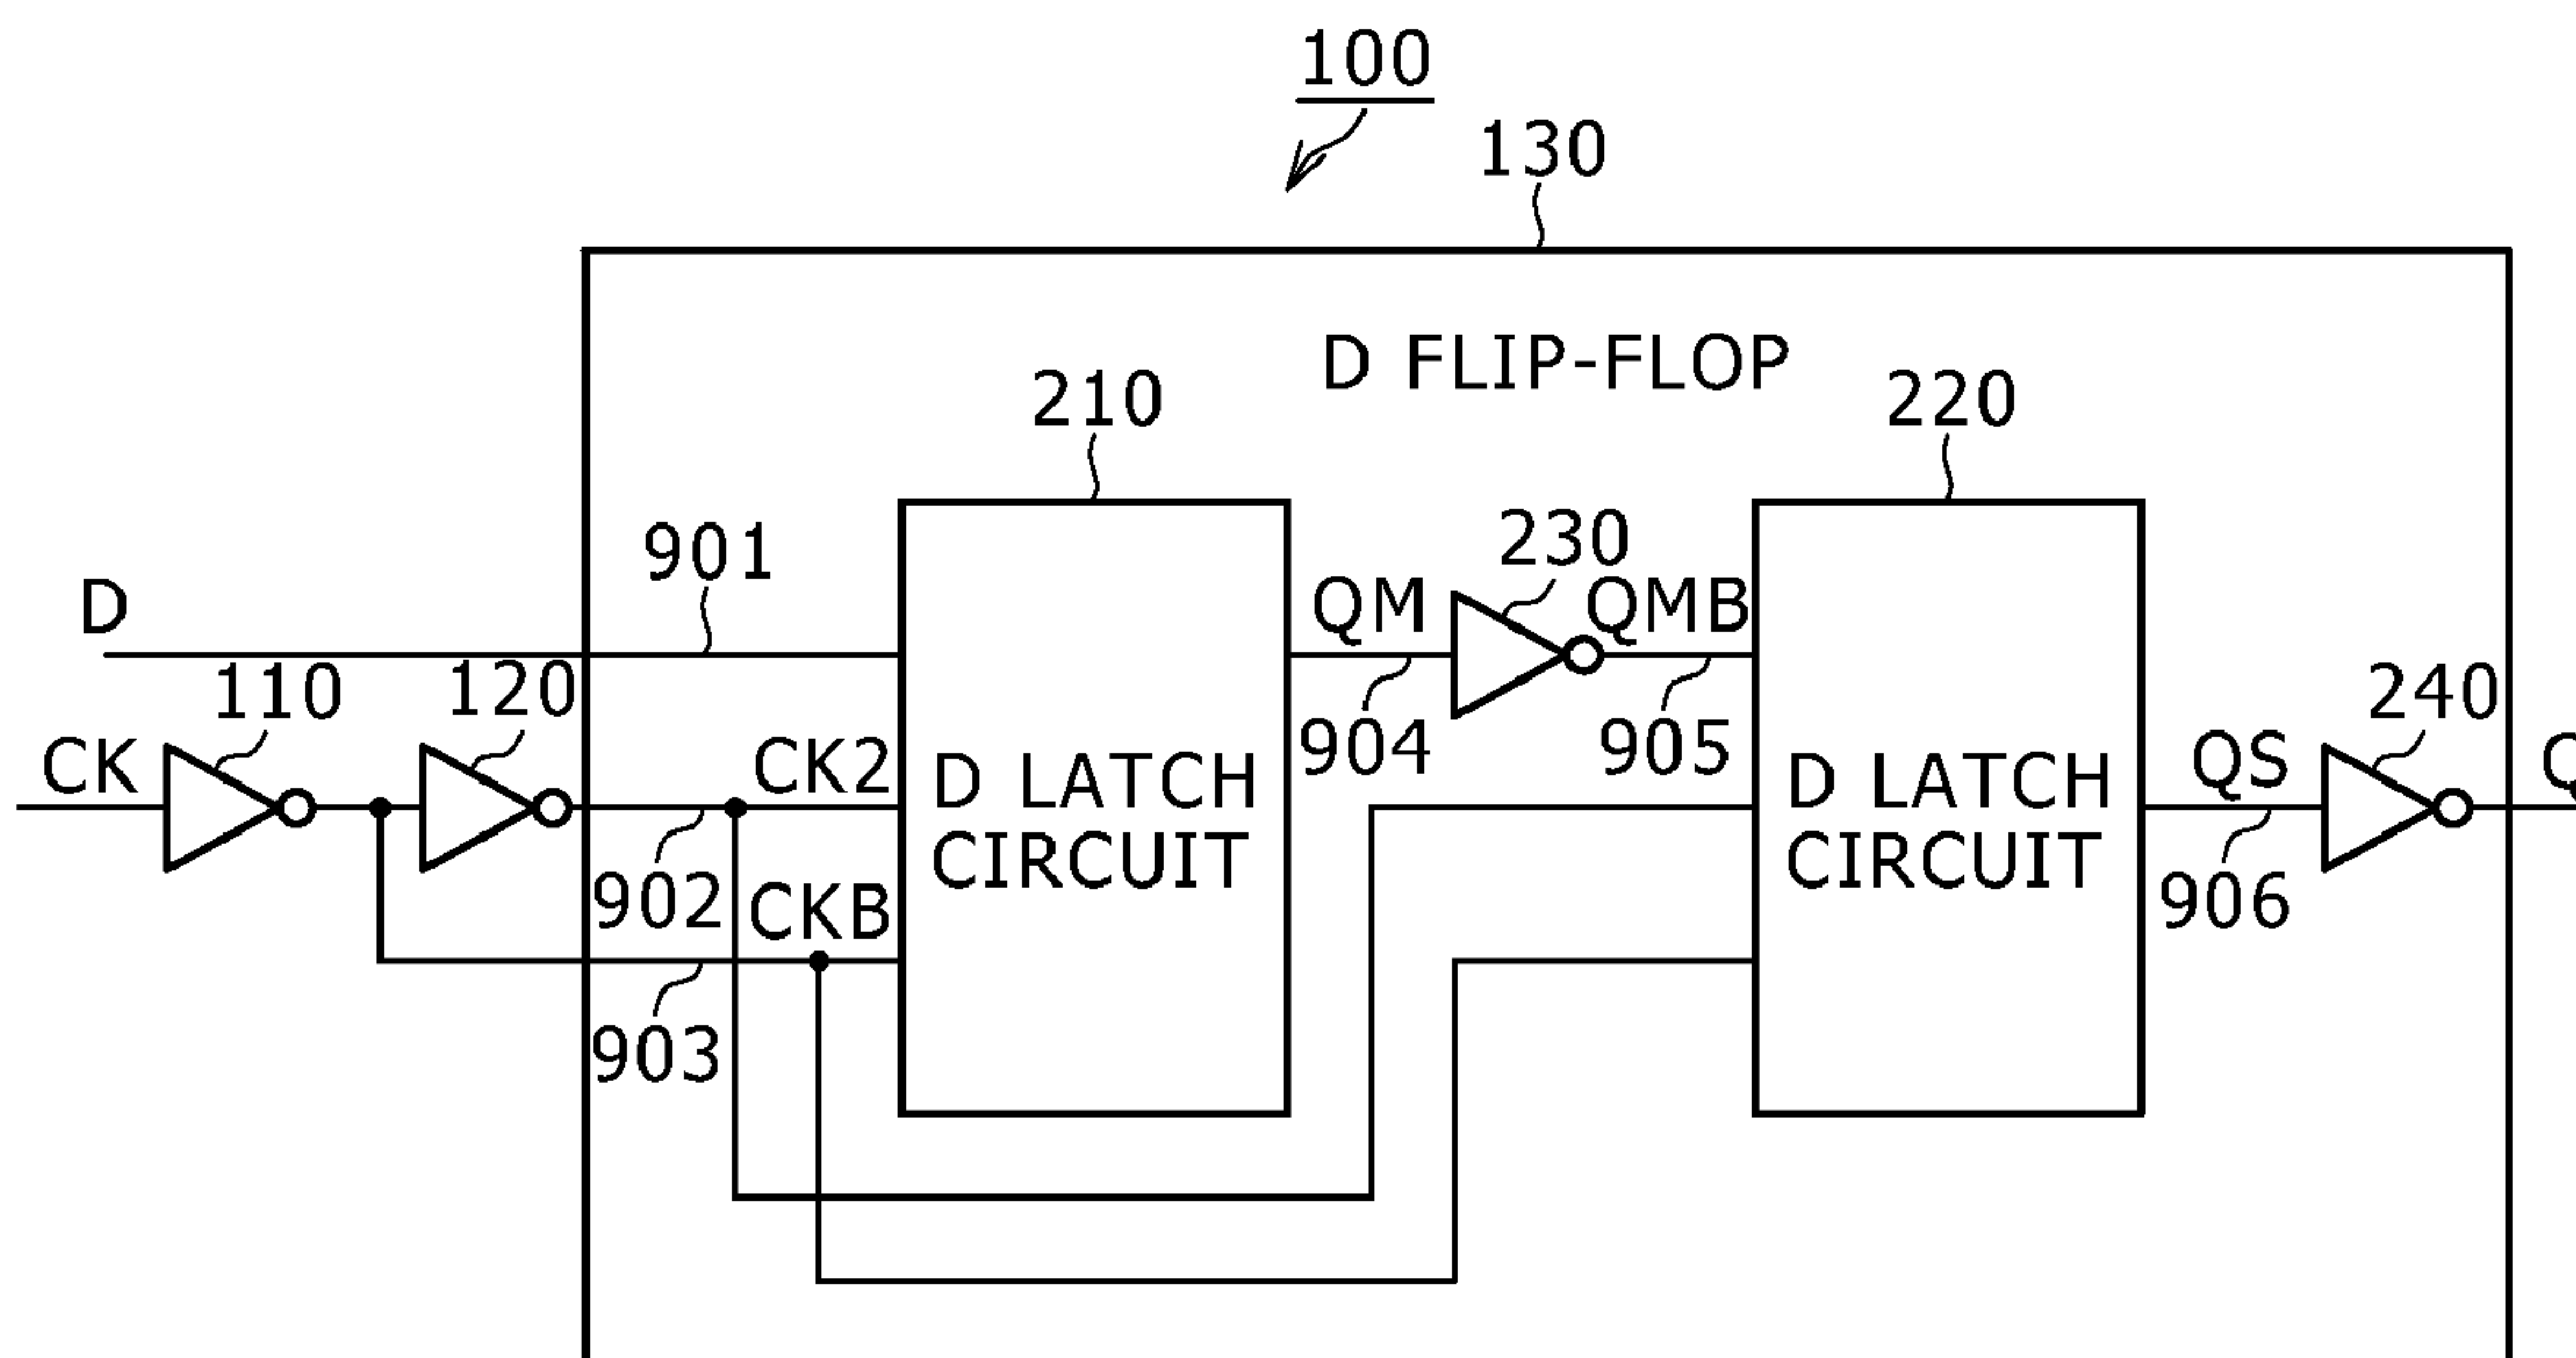 100
130
D FLIP-FLOP
210
220
901
230
D
QM
QMB
110
120
240
904
905
CK
CK2
D LATCH
CIRCUIT
D LATCH
CIRCUIT
QS
Q
902
CKB
906
903